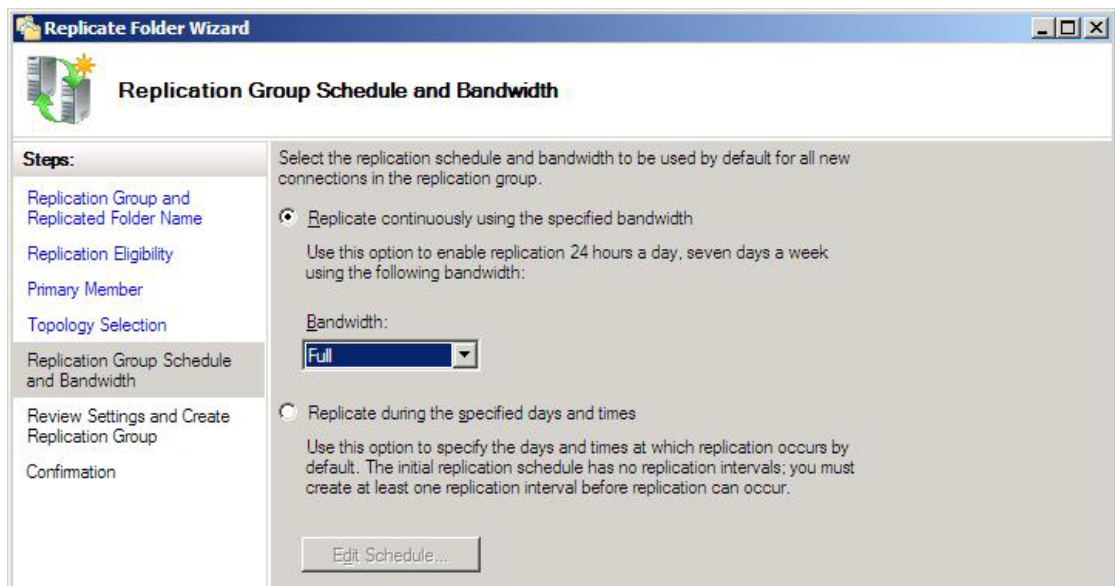 Replicate Folder Wizard
Replication Group Schedule and Bandwidth
Steps:
Replication Group and
Replicated Folder Name
Replication Eligibility
Primary Member
Topology Selection
Replication Group Schedule
and Bandwidth
Review Settings and Create
Replication Group
Confirmation
Select the replication schedule and bandwidth to be used by default for all new
connections in the replication group.
Replicate continuously using the specified bandwidth
Use this option to enable replication 24 hours a day, seven days a week
using the following bandwidth:
Bandwidth:
Full
Replicate during the specified days and times
Use this option to specify the days and times at which replication occurs by
default. The initial replication schedule has no replication intervals; you must
create at least one replication interval before replication can occur.
Edit Schedule...